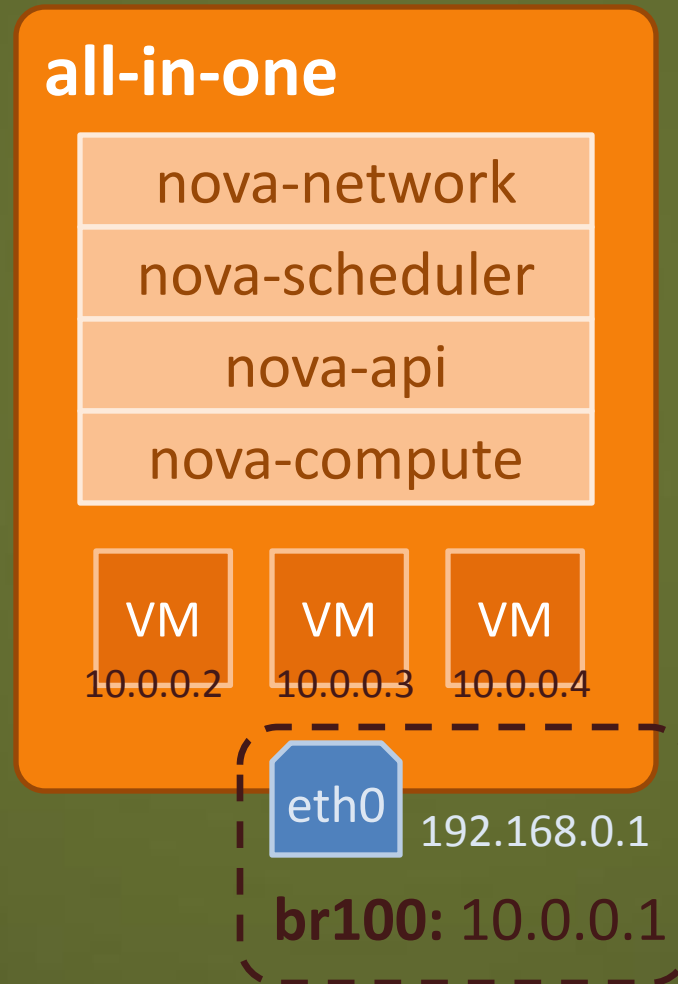 all-in-one
nova-network
nova-scheduler
nova-api
nova-compute
VM VM VM
10.0.0.2 10.0.0.3 10.0.0.4
eth0 192.168.0.1
br100: 10.0.0.1